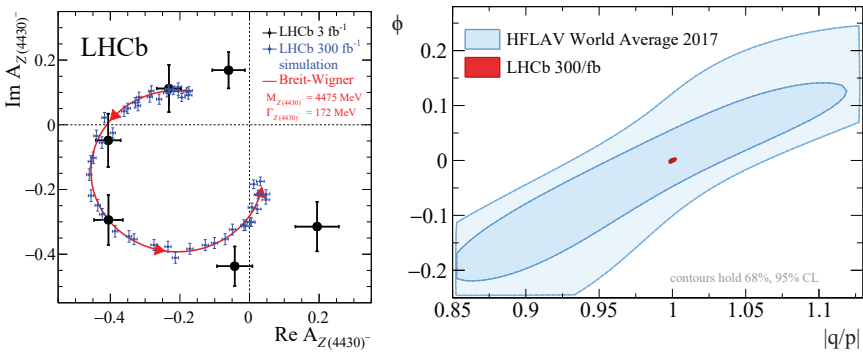 LHCb
LHCb 3 fb⁻¹
LHCb 300 fb⁻¹
simulation
Breit-Wigner
M_Z(4430)⁻ = 4475 MeV
Γ_Z(4430)⁻ = 172 MeV
Im A_Z(4430)⁻
0.2
0
−0.2
−0.4
−0.4
−0.2
0
0.2
Re A_Z(4430)⁻
ϕ
HFLAV World Average 2017
LHCb 300/fb
0.2
0.1
0
−0.1
−0.2
contours hold 68%, 95% CL
0.85
0.9
0.95
1
1.05
1.1
|q/p|